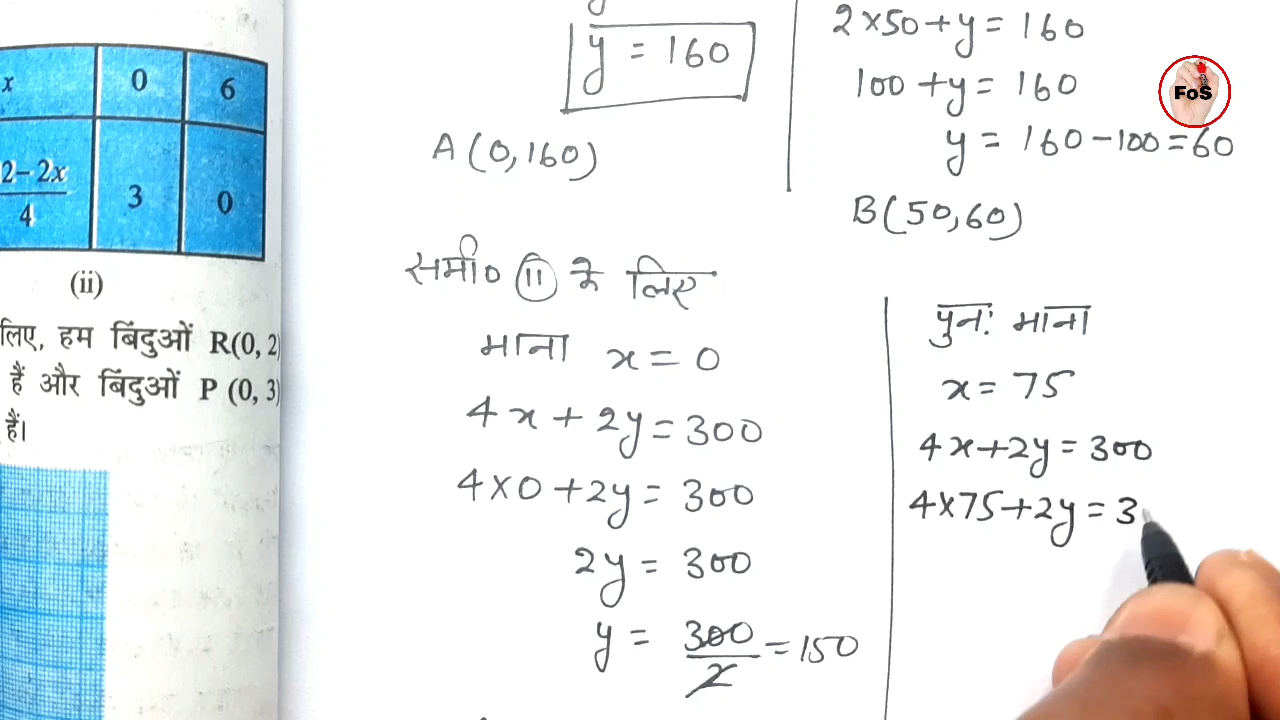 x 0 6
2−2x/4 3 0
(ii)
लिए, हम बिंदुओं R(0, 2)
हैं और बिंदुओं P (0, 3)
हैं।
y = 160
A (0,160)
2×50+y = 160
100 +y = 160
y = 160 −100 = 60
B(50,60)
FoS
समी० (ii) के लिए
माना x = 0
4x + 2y = 300
4×0 + 2y = 300
2y = 300
y = 300/2 = 150
पुनः माना
x = 75
4x+2y = 300
4×75+2y = 3